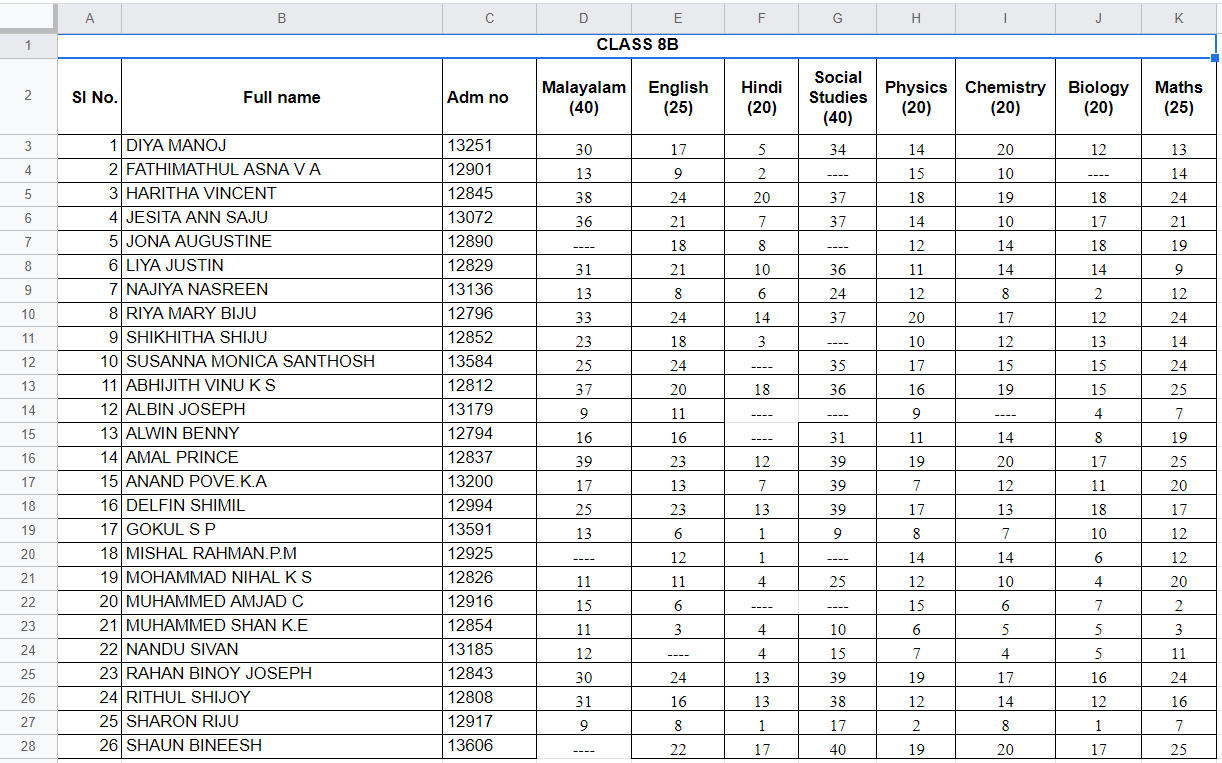 A B C D E F G H I J K
1 CLASS 8B
2 Sl No. Full name Adm no Malayalam (40) English (25) Hindi (20) Social Studies (40) Physics (20) Chemistry (20) Biology (20) Maths (25)
3 1 DIYA MANOJ 13251 30 17 5 34 14 20 12 13
4 2 FATHIMATHUL ASNA V A 12901 13 9 2 ---- 15 10 ---- 14
5 3 HARITHA VINCENT 12845 38 24 20 37 18 19 18 24
6 4 JESITA ANN SAJU 13072 36 21 7 37 14 10 17 21
7 5 JONA AUGUSTINE 12890 ---- 18 8 ---- 12 14 18 19
8 6 LIYA JUSTIN 12829 31 21 10 36 11 14 14 9
9 7 NAJIYA NASREEN 13136 13 8 6 24 12 8 2 12
10 8 RIYA MARY BIJU 12796 33 24 14 37 20 17 12 24
11 9 SHIKHITHA SHIJU 12852 23 18 3 ---- 10 12 13 14
12 10 SUSANNA MONICA SANTHOSH 13584 25 24 ---- 35 17 15 15 24
13 11 ABHIJITH VINU K S 12812 37 20 18 36 16 19 15 25
14 12 ALBIN JOSEPH 13179 9 11 ---- ---- 9 ---- 4 7
15 13 ALWIN BENNY 12794 16 16 ---- 31 11 14 8 19
16 14 AMAL PRINCE 12837 39 23 12 39 19 20 17 25
17 15 ANAND POVE.K.A 13200 17 13 7 39 7 12 11 20
18 16 DELFIN SHIMIL 12994 25 23 13 39 17 13 18 17
19 17 GOKUL S P 13591 13 6 1 9 8 7 10 12
20 18 MISHAL RAHMAN.P.M 12925 ---- 12 1 ---- 14 14 6 12
21 19 MOHAMMAD NIHAL K S 12826 11 11 4 25 12 10 4 20
22 20 MUHAMMED AMJAD C 12916 15 6 ---- ---- 15 6 7 2
23 21 MUHAMMED SHAN K.E 12854 11 3 4 10 6 5 5 3
24 22 NANDU SIVAN 13185 12 ---- 4 15 7 4 5 11
25 23 RAHAN BINOY JOSEPH 12843 30 24 13 39 19 17 16 24
26 24 RITHUL SHIJOY 12808 31 16 13 38 12 14 12 16
27 25 SHARON RIJU 12917 9 8 1 17 2 8 1 7
28 26 SHAUN BINEESH 13606 ---- 22 17 40 19 20 17 25